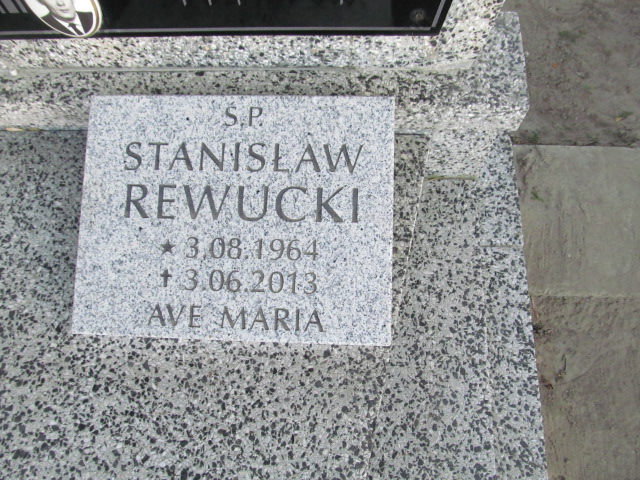 S.P.
STANISŁAW
REWUCKI
★ 3.08.1964
✝ 3.06.2013
AVE MARIA